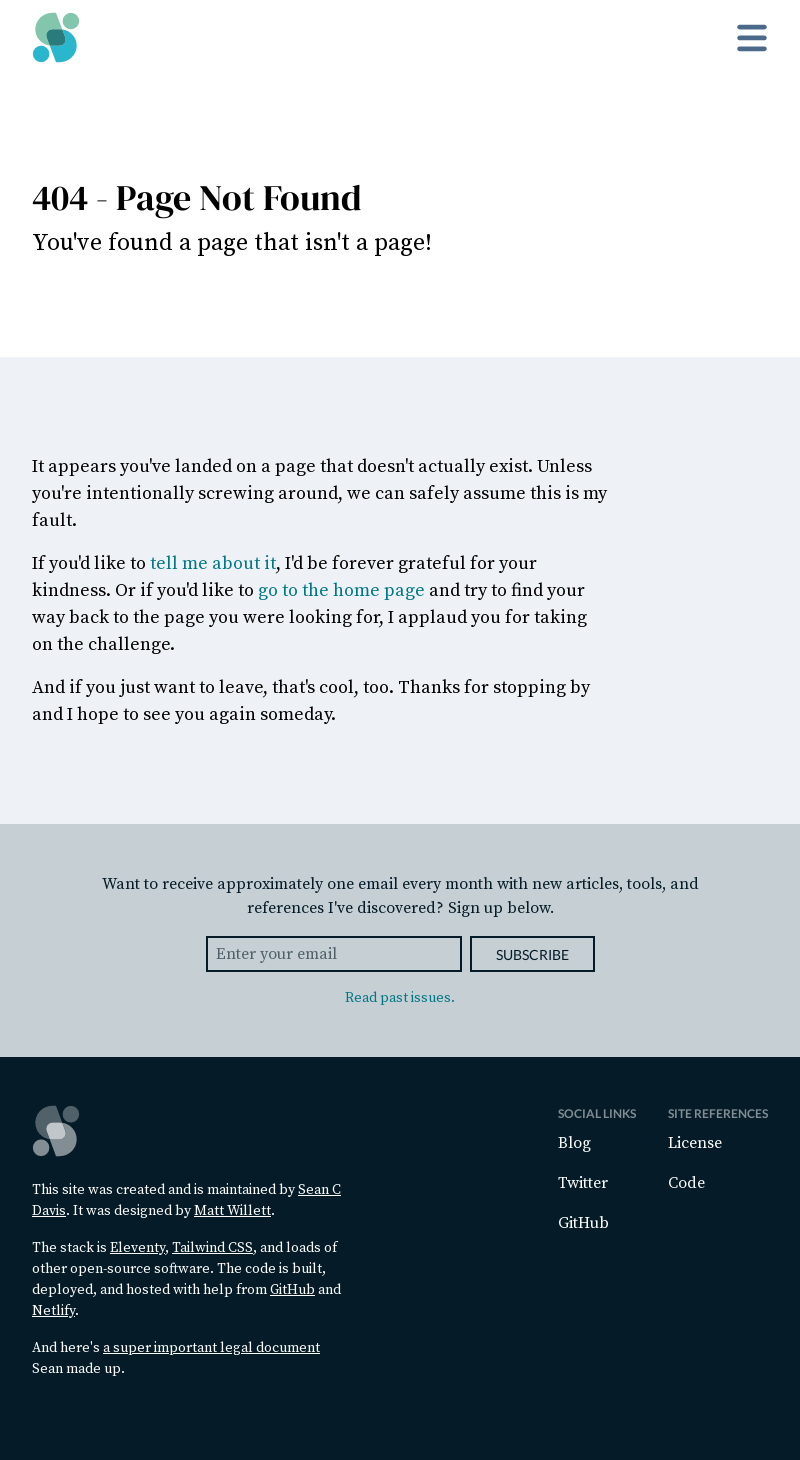 404 - Page Not Found
You've found a page that isn't a page!
It appears you've landed on a page that doesn't actually exist. Unless
you're intentionally screwing around, we can safely assume this is my
fault.
If you'd like to tell me about it, I'd be forever grateful for your
kindness. Or if you'd like to go to the home page and try to find your
way back to the page you were looking for, I applaud you for taking
on the challenge.
And if you just want to leave, that's cool, too. Thanks for stopping by
and I hope to see you again someday.
Want to receive approximately one email every month with new articles, tools, and
references I've discovered? Sign up below.
Enter your email
SUBSCRIBE
Read past issues.
This site was created and is maintained by Sean C
Davis. It was designed by Matt Willett.
The stack is Eleventy, Tailwind CSS, and loads of
other open-source software. The code is built,
deployed, and hosted with help from GitHub and
Netlify.
And here's a super important legal document
Sean made up.
SOCIAL LINKS
Blog
Twitter
GitHub
SITE REFERENCES
License
Code